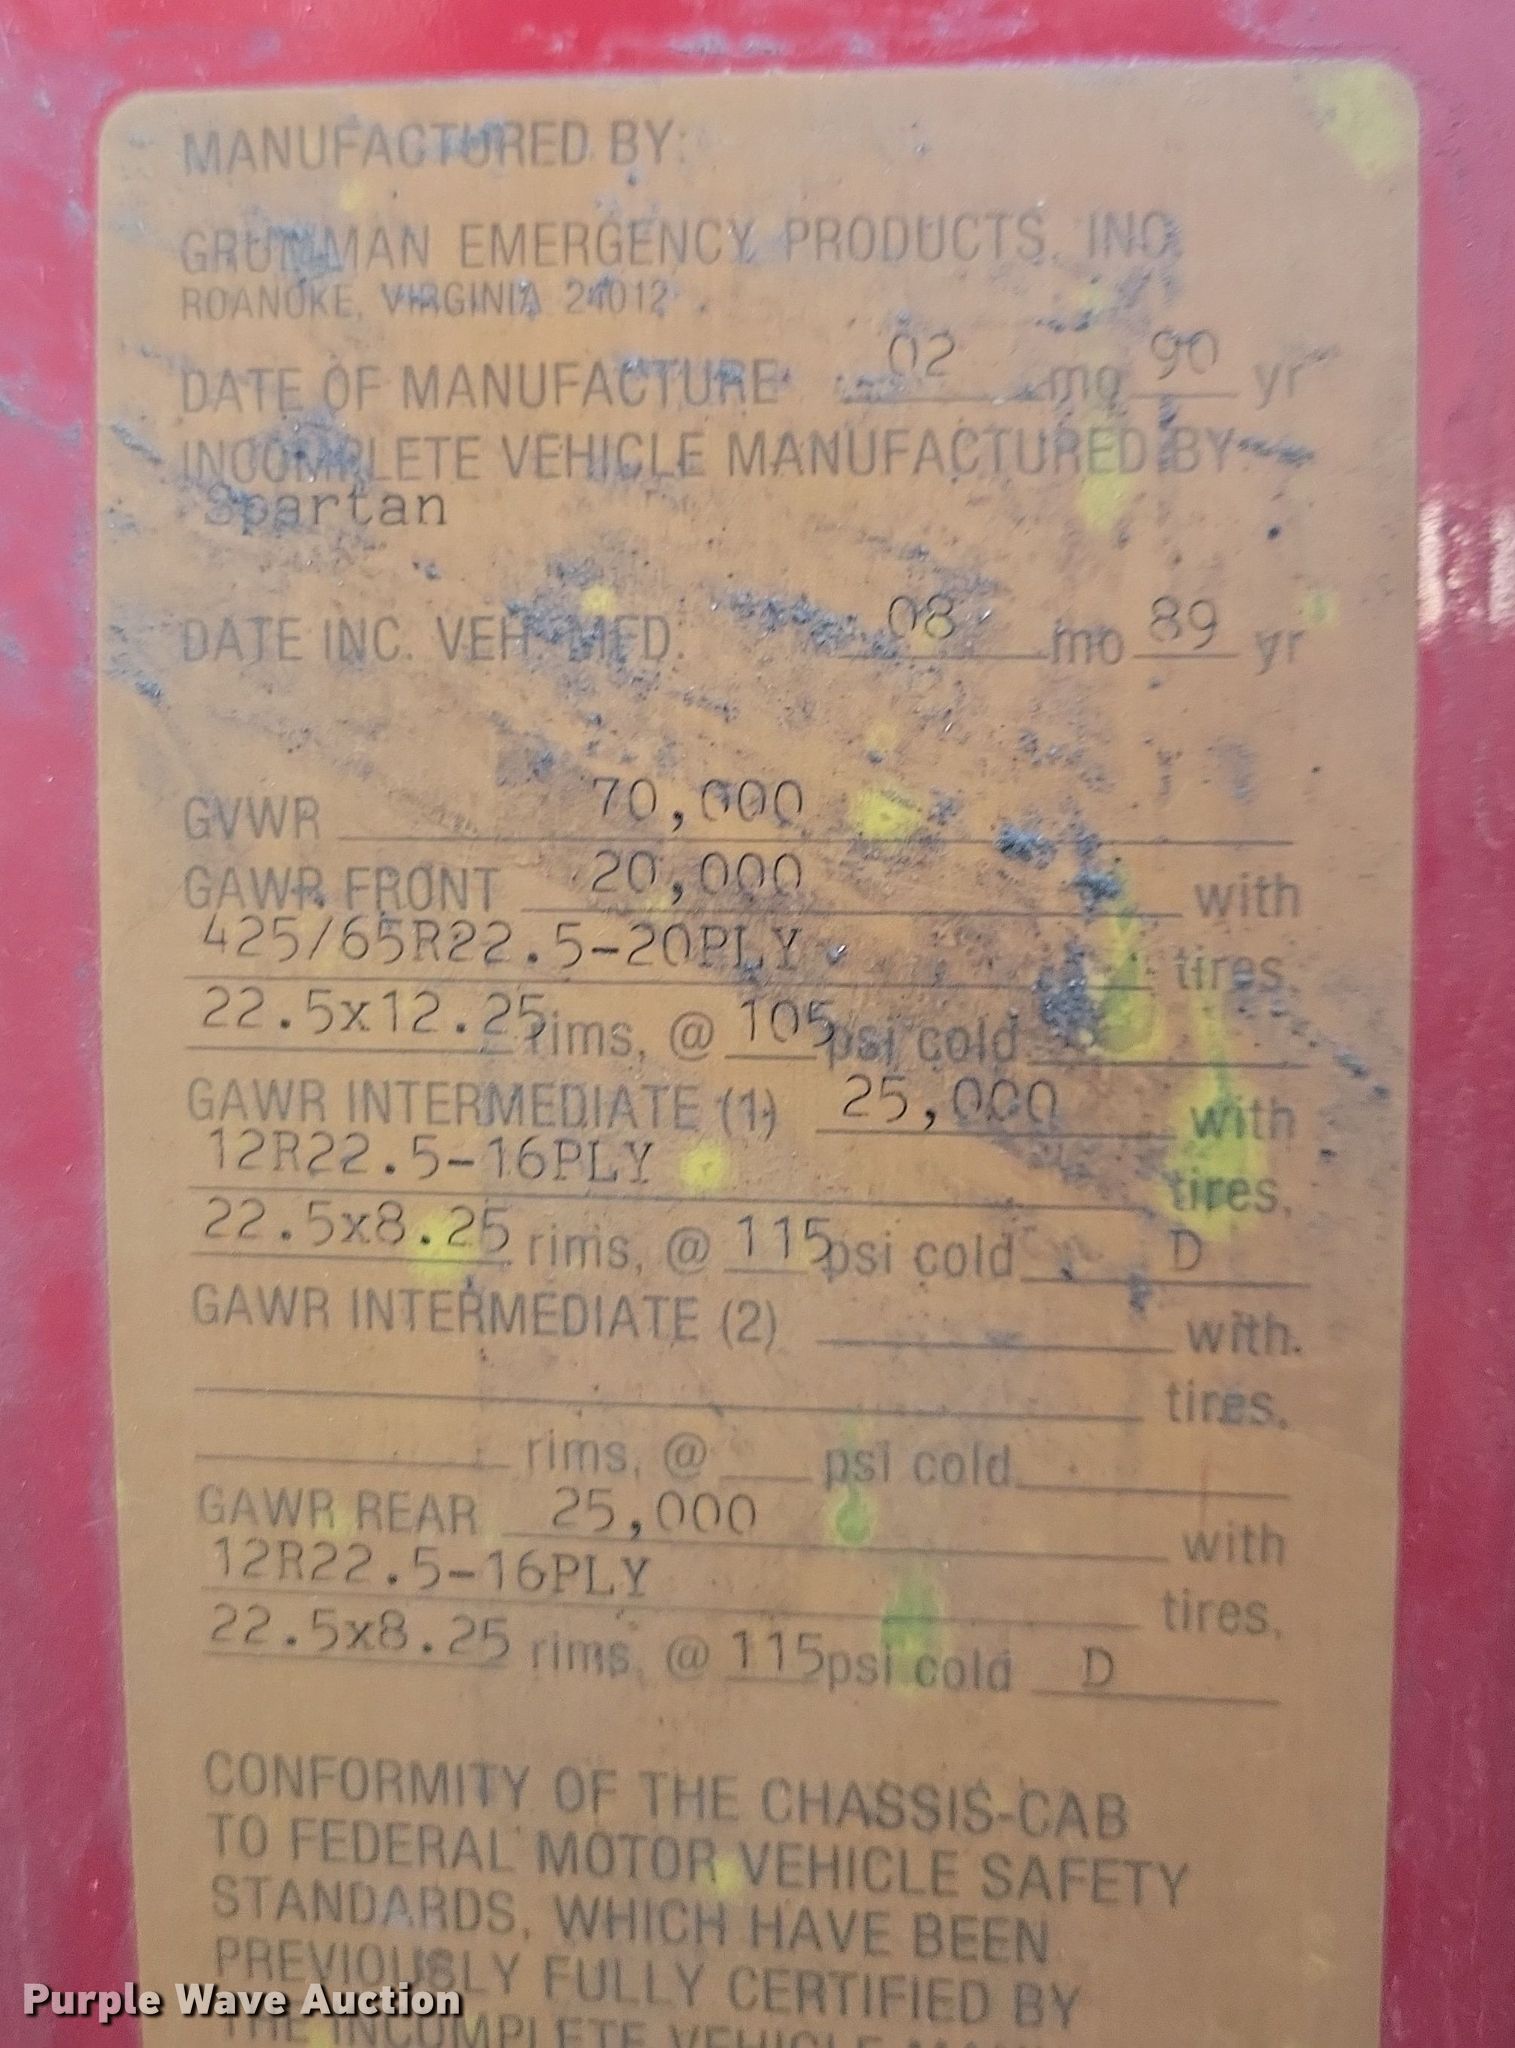 MANUFACTURED BY:
GRUMMAN EMERGENCY PRODUCTS, INC.
ROANOKE, VIRGINIA 24012
DATE OF MANUFACTURE 02 mo 90 yr
INCOMPLETE VEHICLE MANUFACTURED BY
Spartan
DATE INC. VEH. MFD. 08 mo 89 yr
GVWR 70,000
GAWR FRONT 20,000 with
425/65R22.5-20PLY tires,
22.5x12.25 rims, @ 105 psi cold
GAWR INTERMEDIATE (1) 25,000 with
12R22.5-16PLY tires,
22.5x8.25 rims, @ 115 psi cold D
GAWR INTERMEDIATE (2) with
tires,
rims, @ psi cold
GAWR REAR 25,000 with
12R22.5-16PLY tires,
22.5x8.25 rims, @ 115 psi cold D
CONFORMITY OF THE CHASSIS-CAB
TO FEDERAL MOTOR VEHICLE SAFETY
STANDARDS, WHICH HAVE BEEN
PREVIOUSLY FULLY CERTIFIED BY
THE INCOMPLETE VEHICLE
Purple Wave Auction